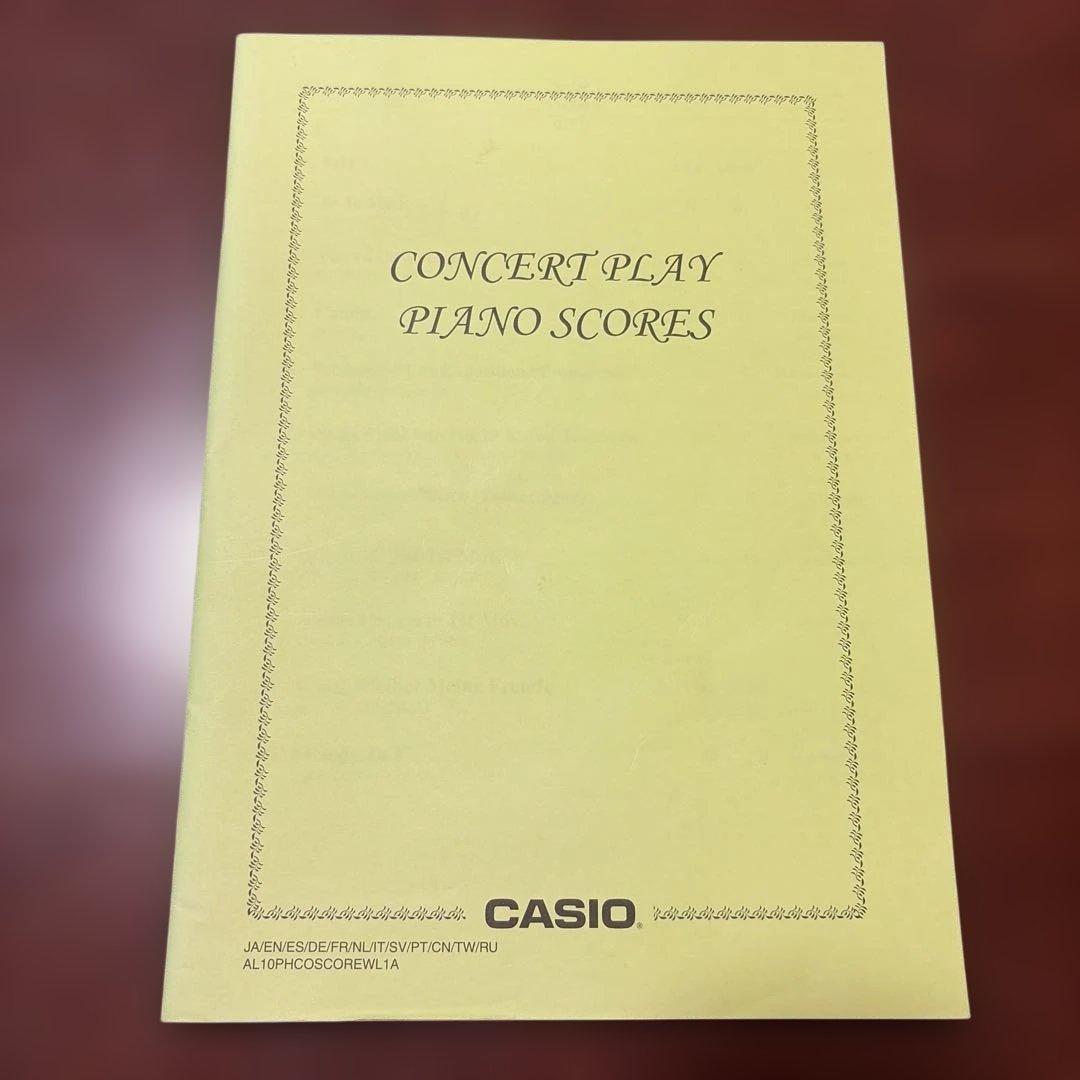 CONCERT PLAY
PIANO SCORES
CASIO®
JA/EN/ES/DE/FR/NL/IT/SV/PT/CN/TW/RU
AL10PHCOSCOREWL1A